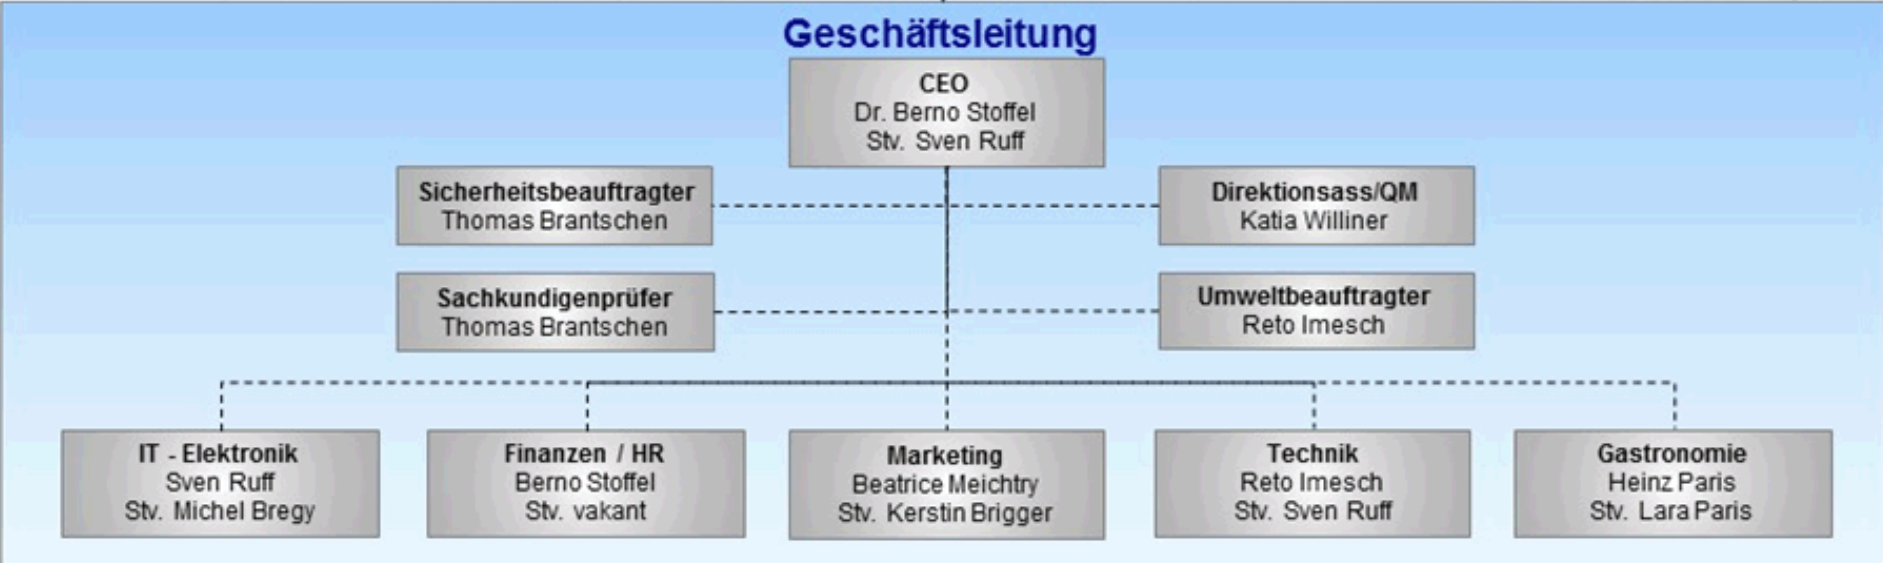 Geschäftsleitung
CEO
Dr. Berno Stoffel
Stv. Sven Ruff
Sicherheitsbeauftragter
Thomas Brantschen
Direktionsass/QM
Katia Williner
Sachkundigenprüfer
Thomas Brantschen
Umweltbeauftragter
Reto Imesch
IT - Elektronik
Sven Ruff
Stv. Michel Bregy
Finanzen / HR
Berno Stoffel
Stv. vakant
Marketing
Beatrice Meichtry
Stv. Kerstin Brigger
Technik
Reto Imesch
Stv. Sven Ruff
Gastronomie
Heinz Paris
Stv. Lara Paris